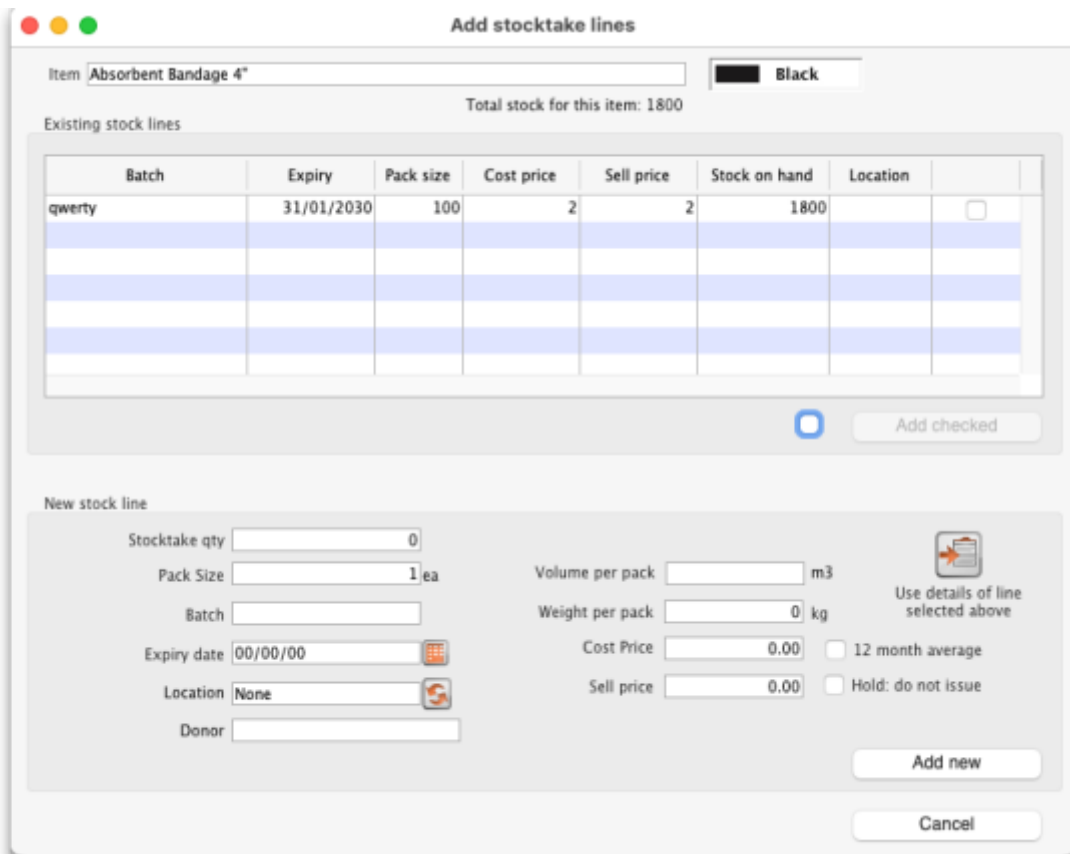 Add stocktake lines
Item Absorbent Bandage 4" Black
Total stock for this item: 1800
Existing stock lines
Batch Expiry Pack size Cost price Sell price Stock on hand Location
qwerty 31/01/2030 100 2 2 1800
Add checked
New stock line
Stocktake qty 0
Pack Size 1 ea
Batch
Expiry date 00/00/00
Location None
Donor
Volume per pack m3
Weight per pack 0 kg
Cost Price 0.00 12 month average
Sell price 0.00 Hold: do not issue
Use details of line
selected above
Add new
Cancel